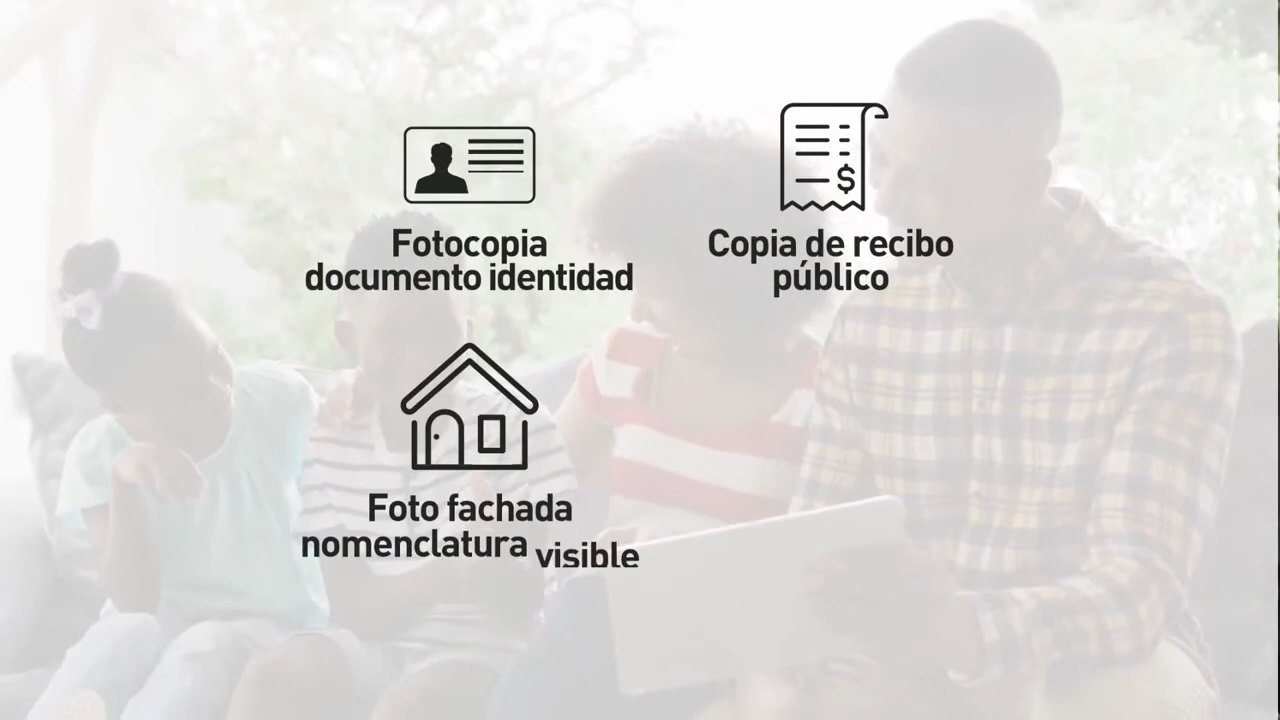 Fotocopia
documento identidad
Copia de recibo
público
$
Foto fachada
nomenclatura visible